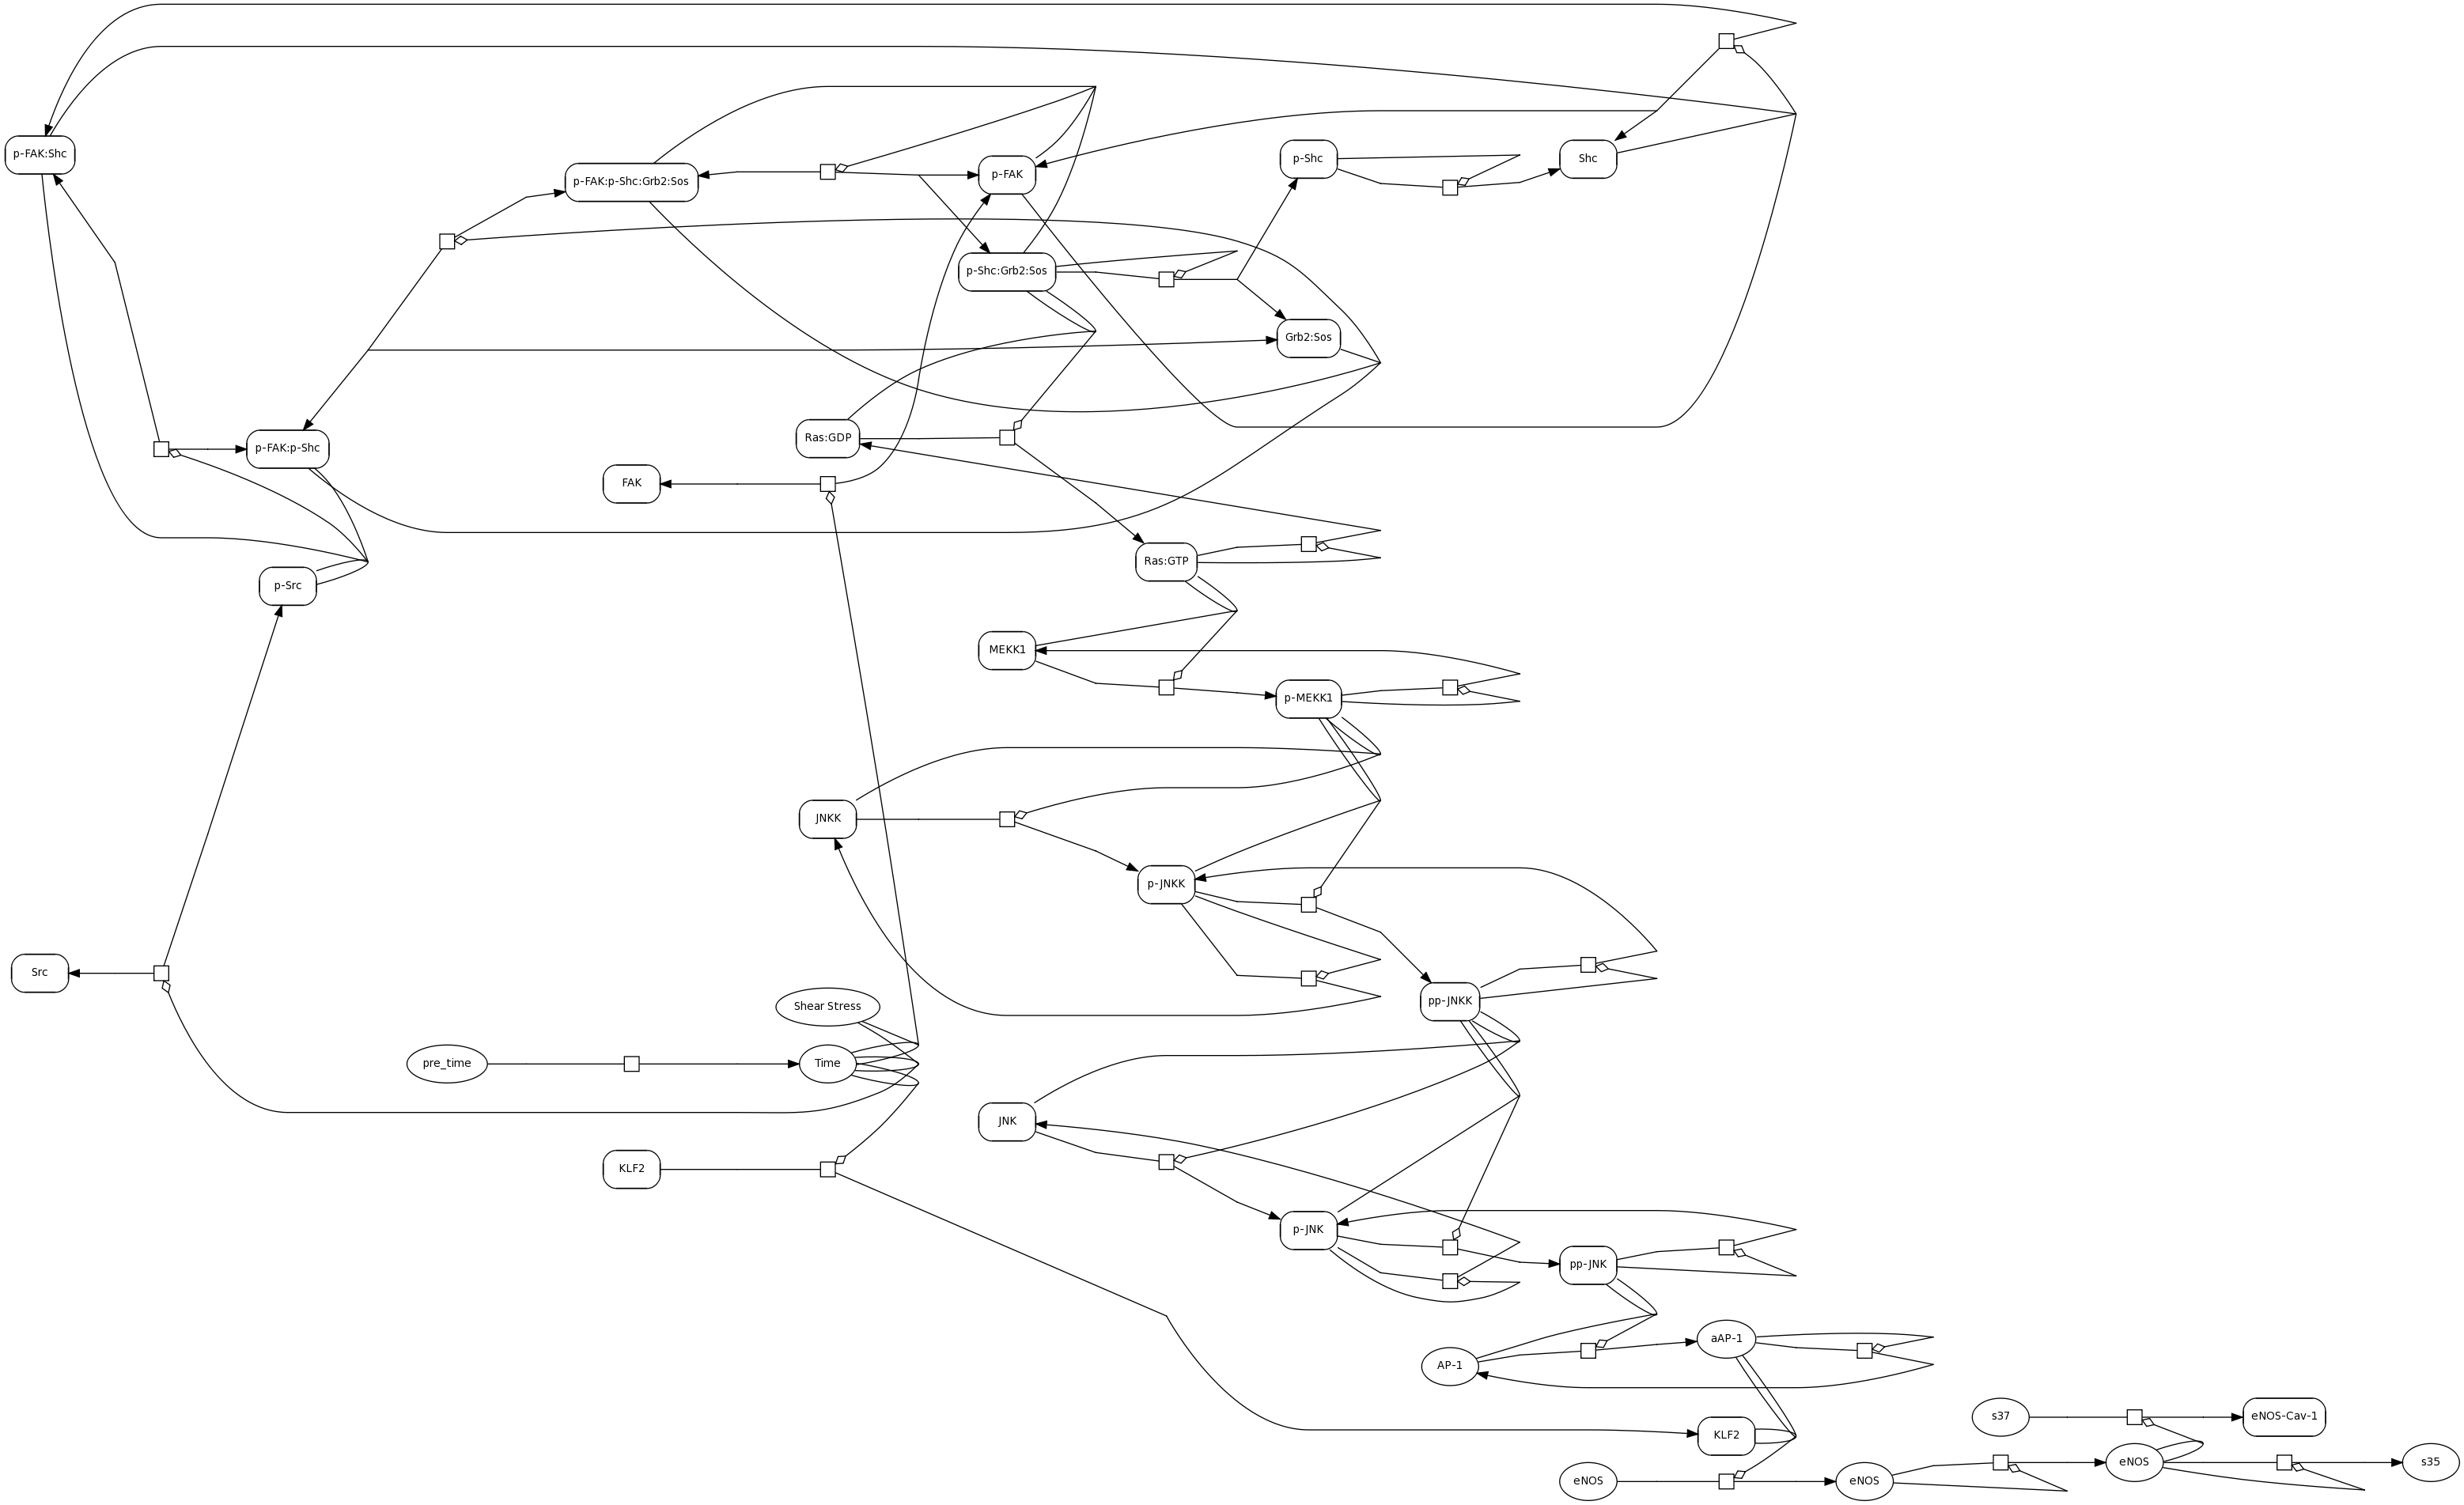 p-FAK:Shc
p-FAK:p-Shc:Grb2:Sos
p-FAK
p-Shc
Shc
p-Shc:Grb2:Sos
Grb2:Sos
p-FAK:p-Shc
Ras:GDP
FAK
Ras:GTP
p-Src
MEKK1
p-MEKK1
JNKK
p-JNKK
Src
pp-JNKK
Shear Stress
pre_time
Time
JNK
KLF2
p-JNK
pp-JNK
aAP-1
AP-1
s37
eNOS-Cav-1
KLF2
eNOS
s35
eNOS
eNOS